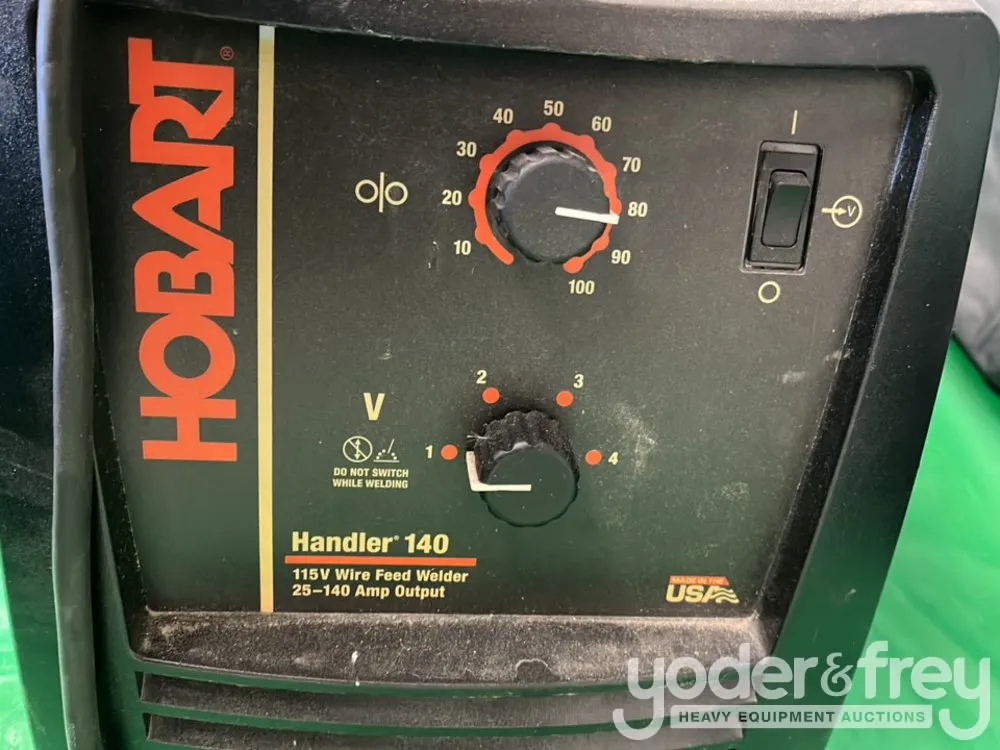 HOBART®
10
20
30
40
50
60
70
80
90
100
I
V
O
V
1
2
3
4
DO NOT SWITCH
WHILE WELDING
Handler® 140
115V Wire Feed Welder
25–140 Amp Output
MADE IN THE
USA
yoder&frey
HEAVY EQUIPMENT AUCTIONS